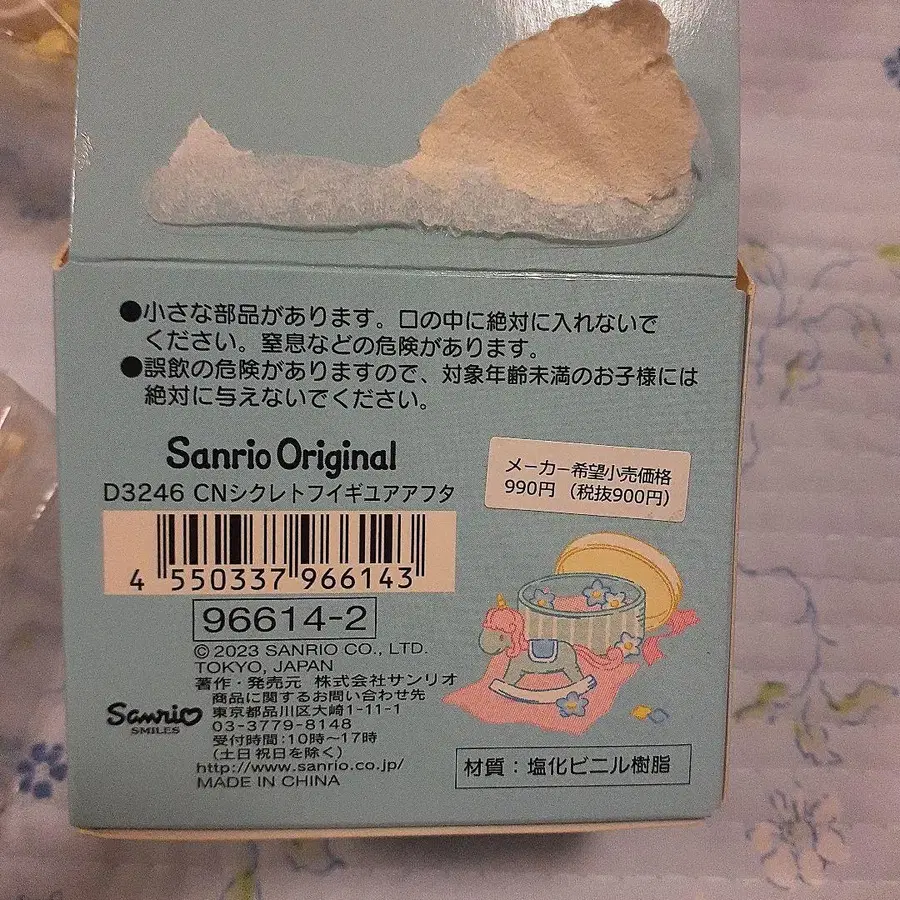 ●小さな部品があります。口の中に絶対に入れないで
ください。窒息などの危険があります。
●誤飲の危険がありますので、対象年齢未満のお子様には
絶対に与えないでください。
Sanrio Original
D3246 CNシクレトフイギユアアフタ
メーカー希望小売価格
990円 (税抜900円)
4 550337 966143
96614-2
© 2023 SANRIO CO., LTD.
TOKYO, JAPAN
著作・発売元 株式会社サンリオ
商品に関するお問い合わせ先
東京都品川区大崎1-11-1
03-3779-8148
受付時間:10時〜17時
(土日祝日を除く)
http://www.sanrio.co.jp/
MADE IN CHINA
Sanrio
SMILES
材質:塩化ビニル樹脂